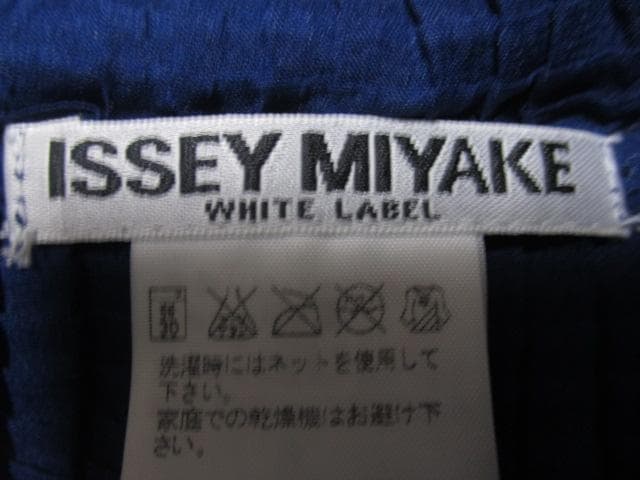 ISSEY MIYAKE
WHITE LABEL
洗濯時にはネットを使用して
下さい。
家庭での乾燥機はお避け下
さい。